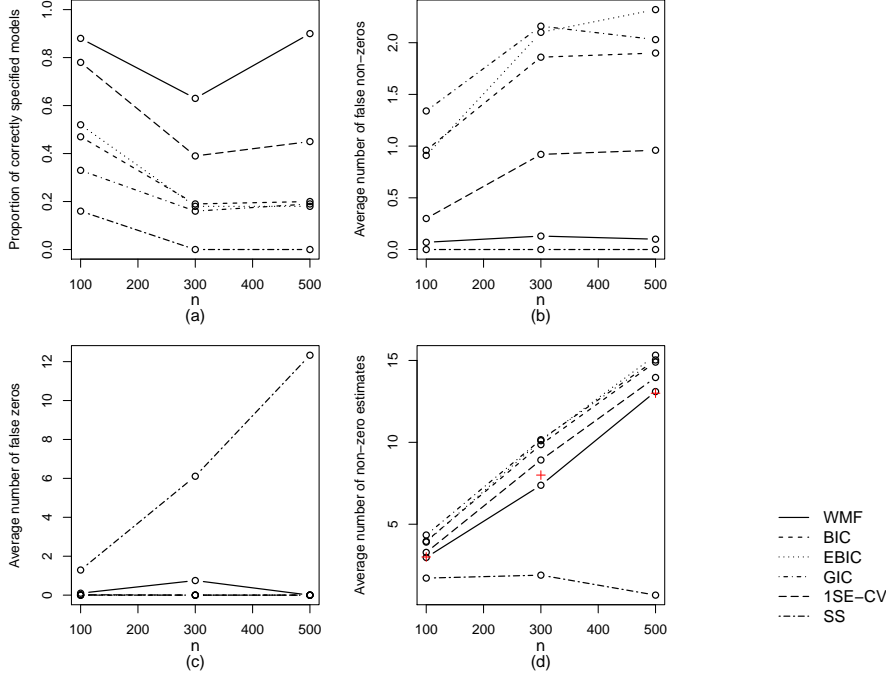 Proportion of correctly specified models
0.0 0.2 0.4 0.6 0.8 1.0
100 200 300 400 500
n
(a)
Average number of false non−zeros
0.0 0.5 1.0 1.5 2.0
100 200 300 400 500
n
(b)
Average number of false zeros
0 2 4 6 8 10 12
100 200 300 400 500
n
(c)
Average number of non−zero estimates
5 10 15
100 200 300 400 500
n
(d)
WMF
BIC
EBIC
GIC
1SE−CV
SS